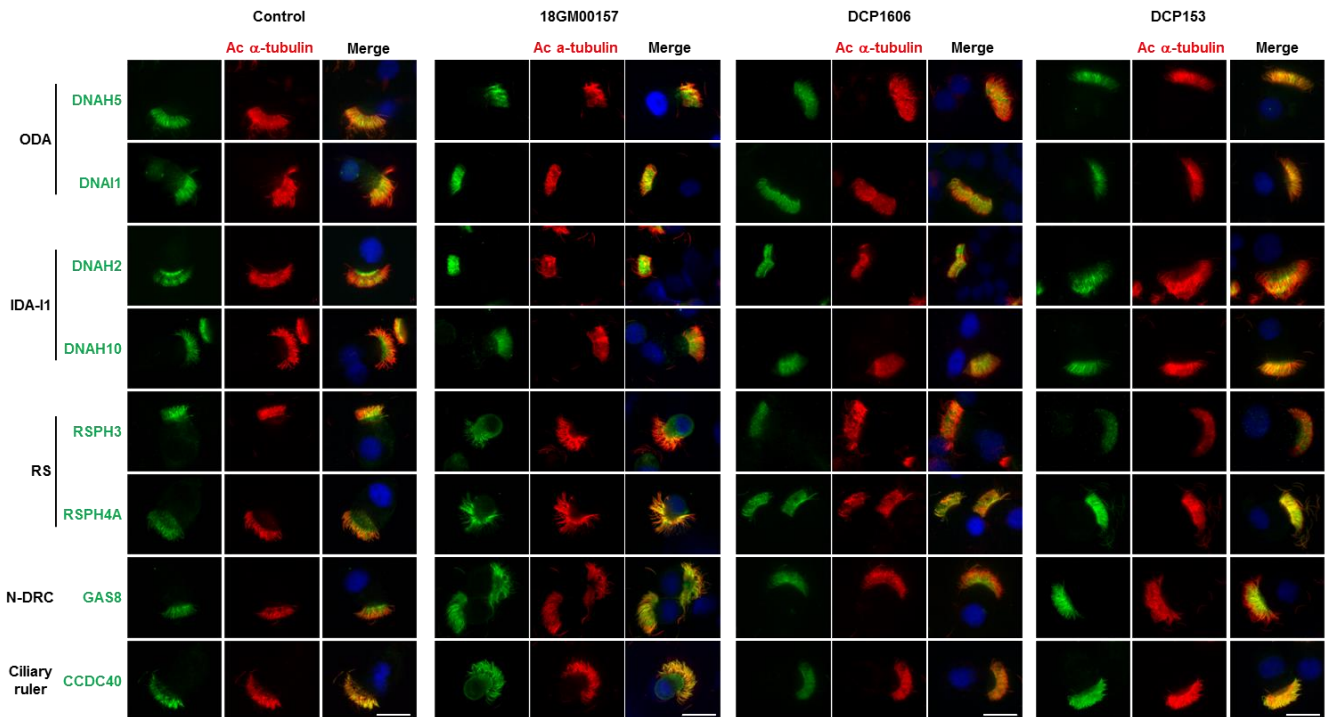 Control 18GM00157 DCP1606 DCP153
Ac α-tubulin Merge Ac a-tubulin Merge Ac α-tubulin Merge Ac α-tubulin Merge
DNAH5
ODA
DNAI1
DNAH2
IDA-I1
DNAH10
RSPH3
RS
RSPH4A
N-DRC GAS8
Ciliary
ruler
CCDC40